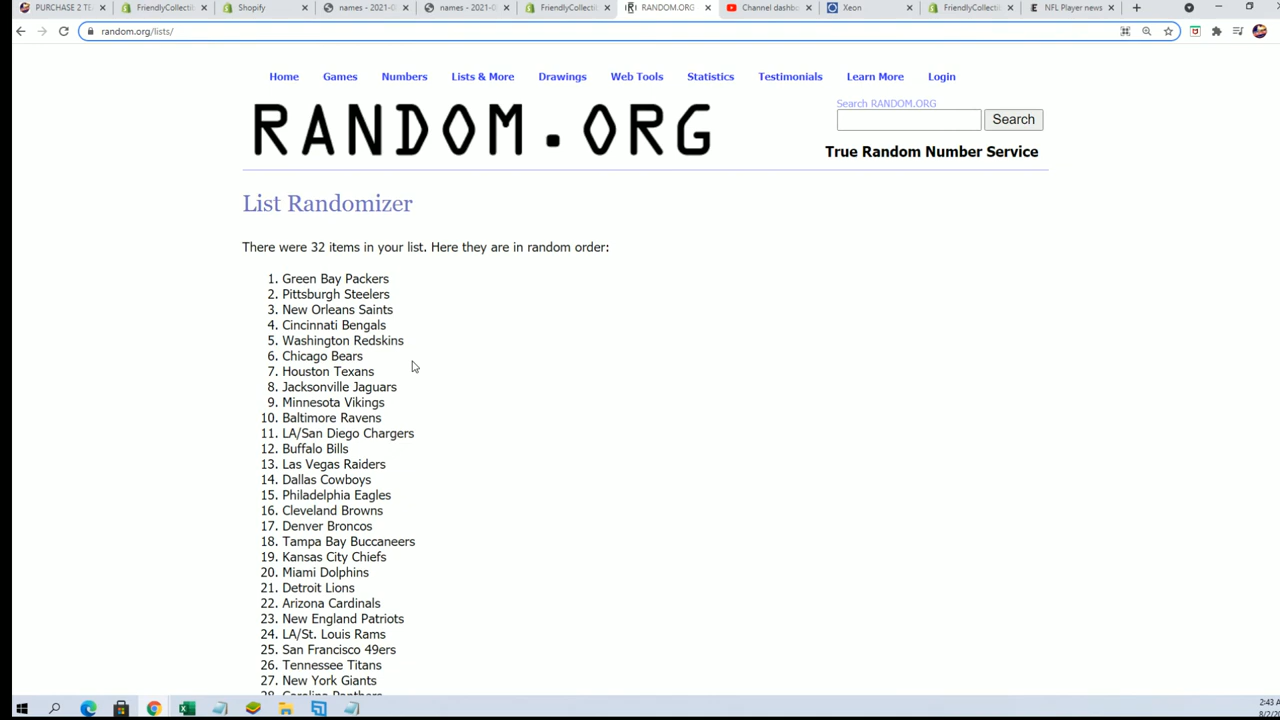 PURCHASE 2 TE
FriendlyCollecti
Shopify
names - 2021-0
names - 2021-0
FriendlyCollecti
RANDOM.ORG
Channel dashbo
Xeon
FriendlyCollecti
NFL Player news
random.org/lists/
Home Games Numbers Lists & More Drawings Web Tools Statistics Testimonials Learn More Login
RANDOM.ORG
Search RANDOM.ORG
Search
True Random Number Service
List Randomizer
There were 32 items in your list. Here they are in random order:
1. Green Bay Packers
2. Pittsburgh Steelers
3. New Orleans Saints
4. Cincinnati Bengals
5. Washington Redskins
6. Chicago Bears
7. Houston Texans
8. Jacksonville Jaguars
9. Minnesota Vikings
10. Baltimore Ravens
11. LA/San Diego Chargers
12. Buffalo Bills
13. Las Vegas Raiders
14. Dallas Cowboys
15. Philadelphia Eagles
16. Cleveland Browns
17. Denver Broncos
18. Tampa Bay Buccaneers
19. Kansas City Chiefs
20. Miami Dolphins
21. Detroit Lions
22. Arizona Cardinals
23. New England Patriots
24. LA/St. Louis Rams
25. San Francisco 49ers
26. Tennessee Titans
27. New York Giants
28. Carolina Panthers
2:43 A
8/2/20